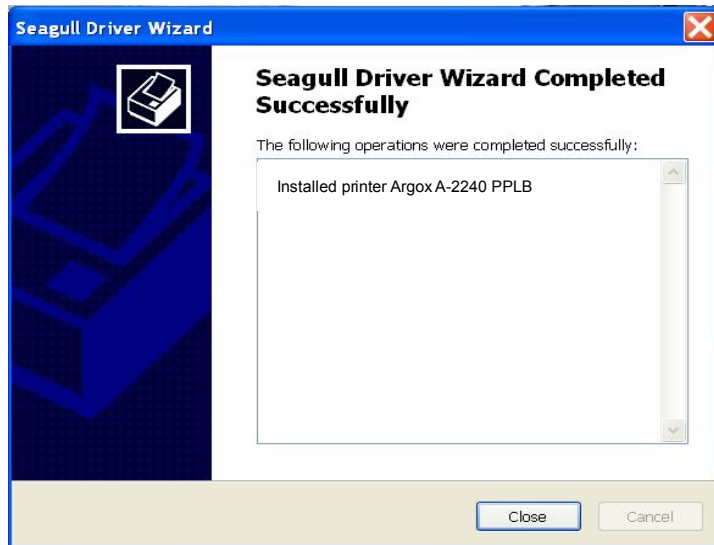 Seagull Driver Wizard
Seagull Driver Wizard Completed
Successfully
The following operations were completed successfully:
Installed printer Argox A-2240 PPLB
Close
Cancel